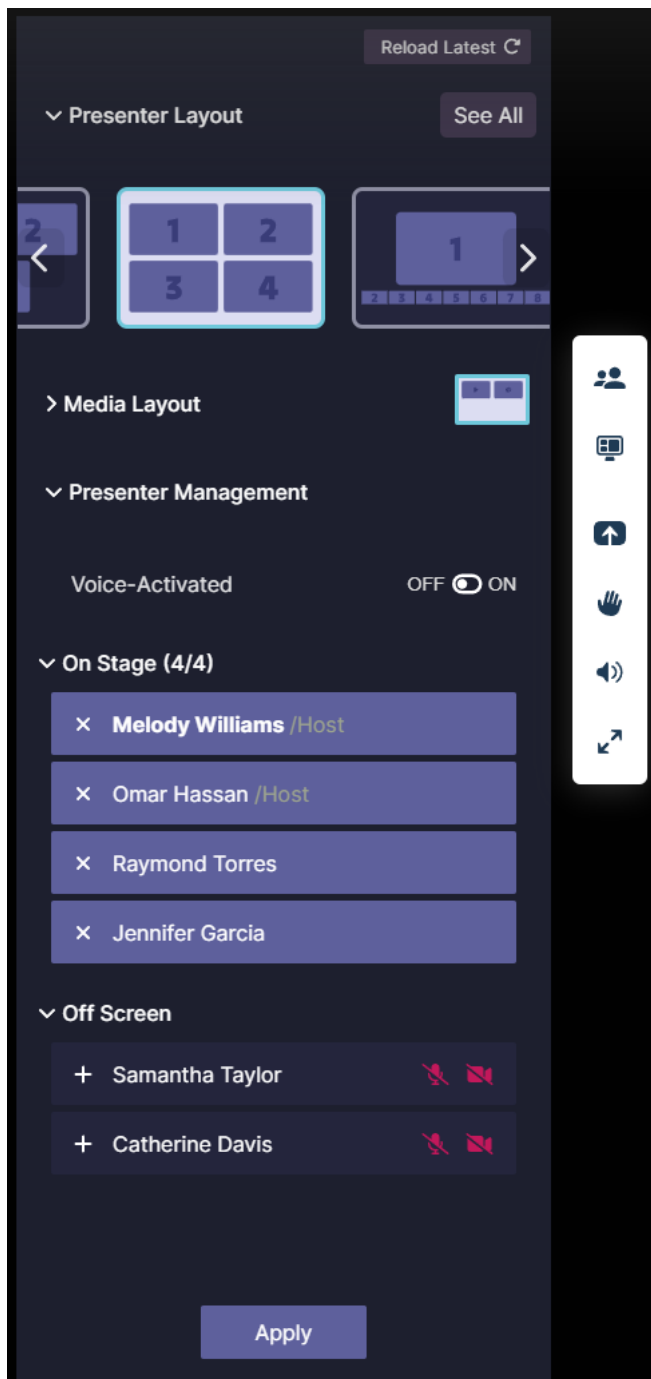 Reload Latest
Presenter Layout
See All
2
1 2
3 4
1
2 3 4 5 6 7 8
Media Layout
Presenter Management
Voice-Activated
OFF ON
On Stage (4/4)
× Melody Williams /Host
× Omar Hassan /Host
× Raymond Torres
× Jennifer Garcia
Off Screen
+ Samantha Taylor
+ Catherine Davis
Apply